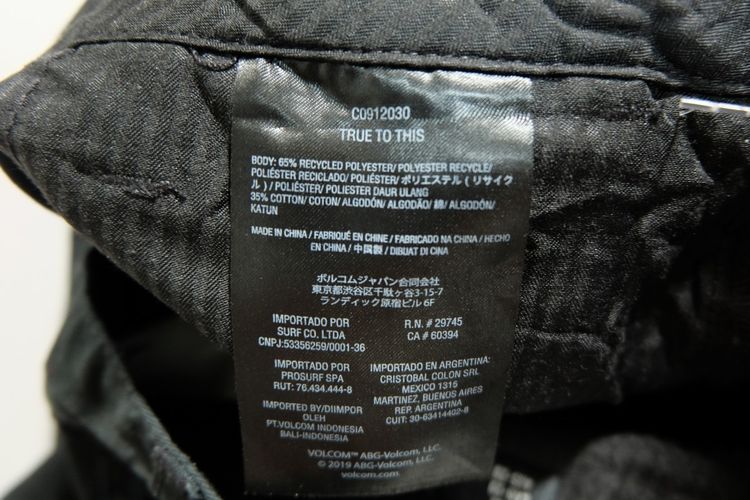 C0912030
TRUE TO THIS
BODY: 65% RECYCLED POLYESTER/ POLYESTER RECYCLÉ/
POLIÉSTER RECICLADO/ POLIÉSTER/ ポリエステル ( リサイク
ル ) / POLIÉSTER/ POLIESTER DAUR ULANG
35% COTTON/ COTON/ ALGODÓN/ ALGODÃO/ 綿/ ALGODÓN/
KATUN
MADE IN CHINA / FABRIQUÉ EN CHINE / FABRICADO NA CHINA / HECHO
EN CHINA / 中国製 / DIBUAT DI CINA
ボルコムジャパン合同会社
東京都渋谷区千駄ヶ谷3-15-7
ランディック原宿ビル 6F
IMPORTADO POR
SURF CO. LTDA
CNPJ:53356259/0001-36
R.N. # 29745
CA # 60394
IMPORTADO POR
PROSURF SPA
RUT: 76.434.444-8
IMPORTADO EN ARGENTINA:
CRISTOBAL COLON SRL
MEXICO 1315
MARTINEZ, BUENOS AIRES
REP. ARGENTINA
CUIT: 30-63414402-8
IMPORTED BY/DIIMPOR
OLEH
PT.VOLCOM INDONESIA
BALI-INDONESIA
VOLCOM™ ABG-Volcom, LLC.
© 2019 ABG-Volcom, LLC.
volcom.com